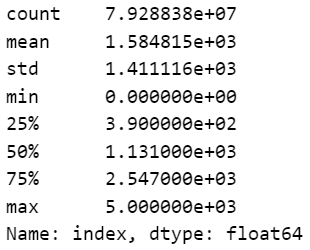 count    7.928838e+07
mean     1.584815e+03
std      1.411116e+03
min      0.000000e+00
25%      3.900000e+02
50%      1.131000e+03
75%      2.547000e+03
max      5.000000e+03
Name: index, dtype: float64